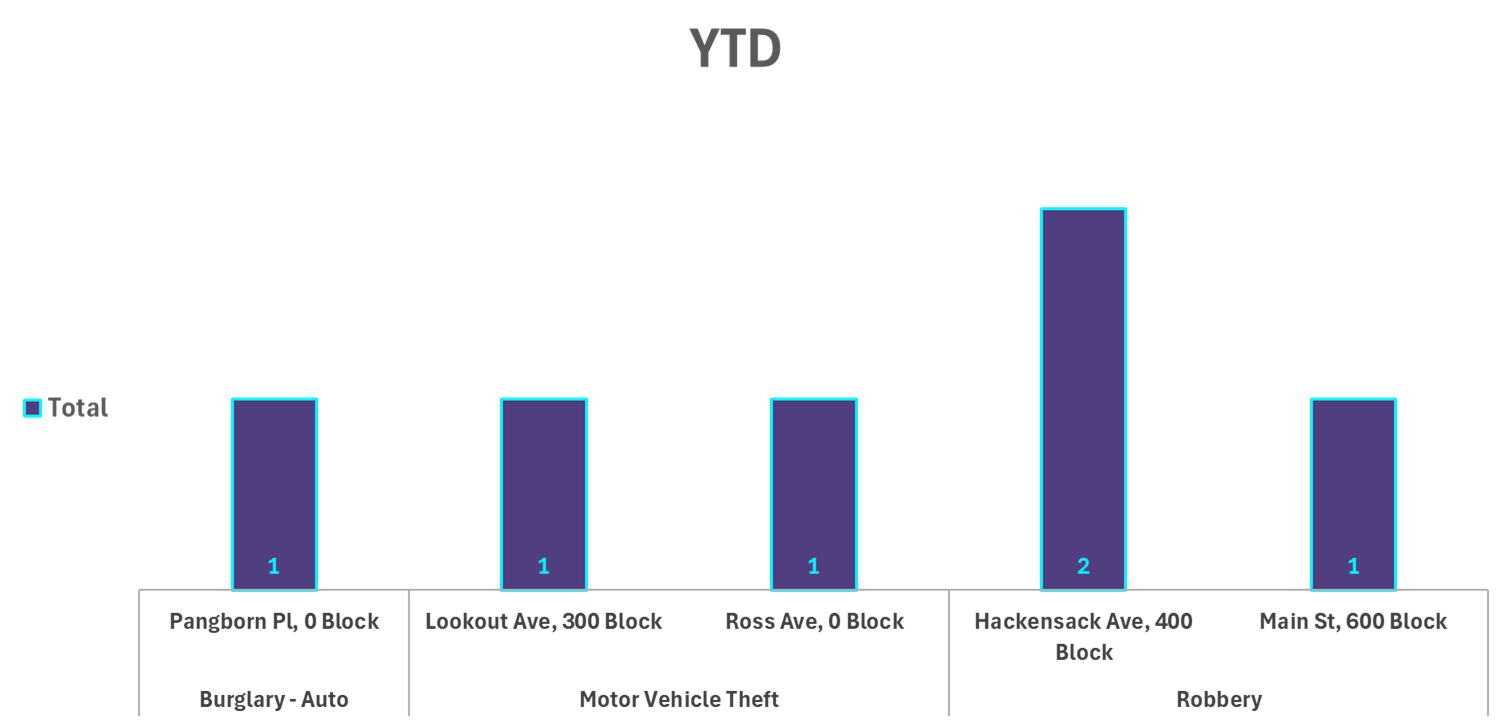 YTD
Total
1
1
1
2
1
Pangborn Pl, 0 Block
Lookout Ave, 300 Block
Ross Ave, 0 Block
Hackensack Ave, 400
Block
Main St, 600 Block
Burglary - Auto
Motor Vehicle Theft
Robbery